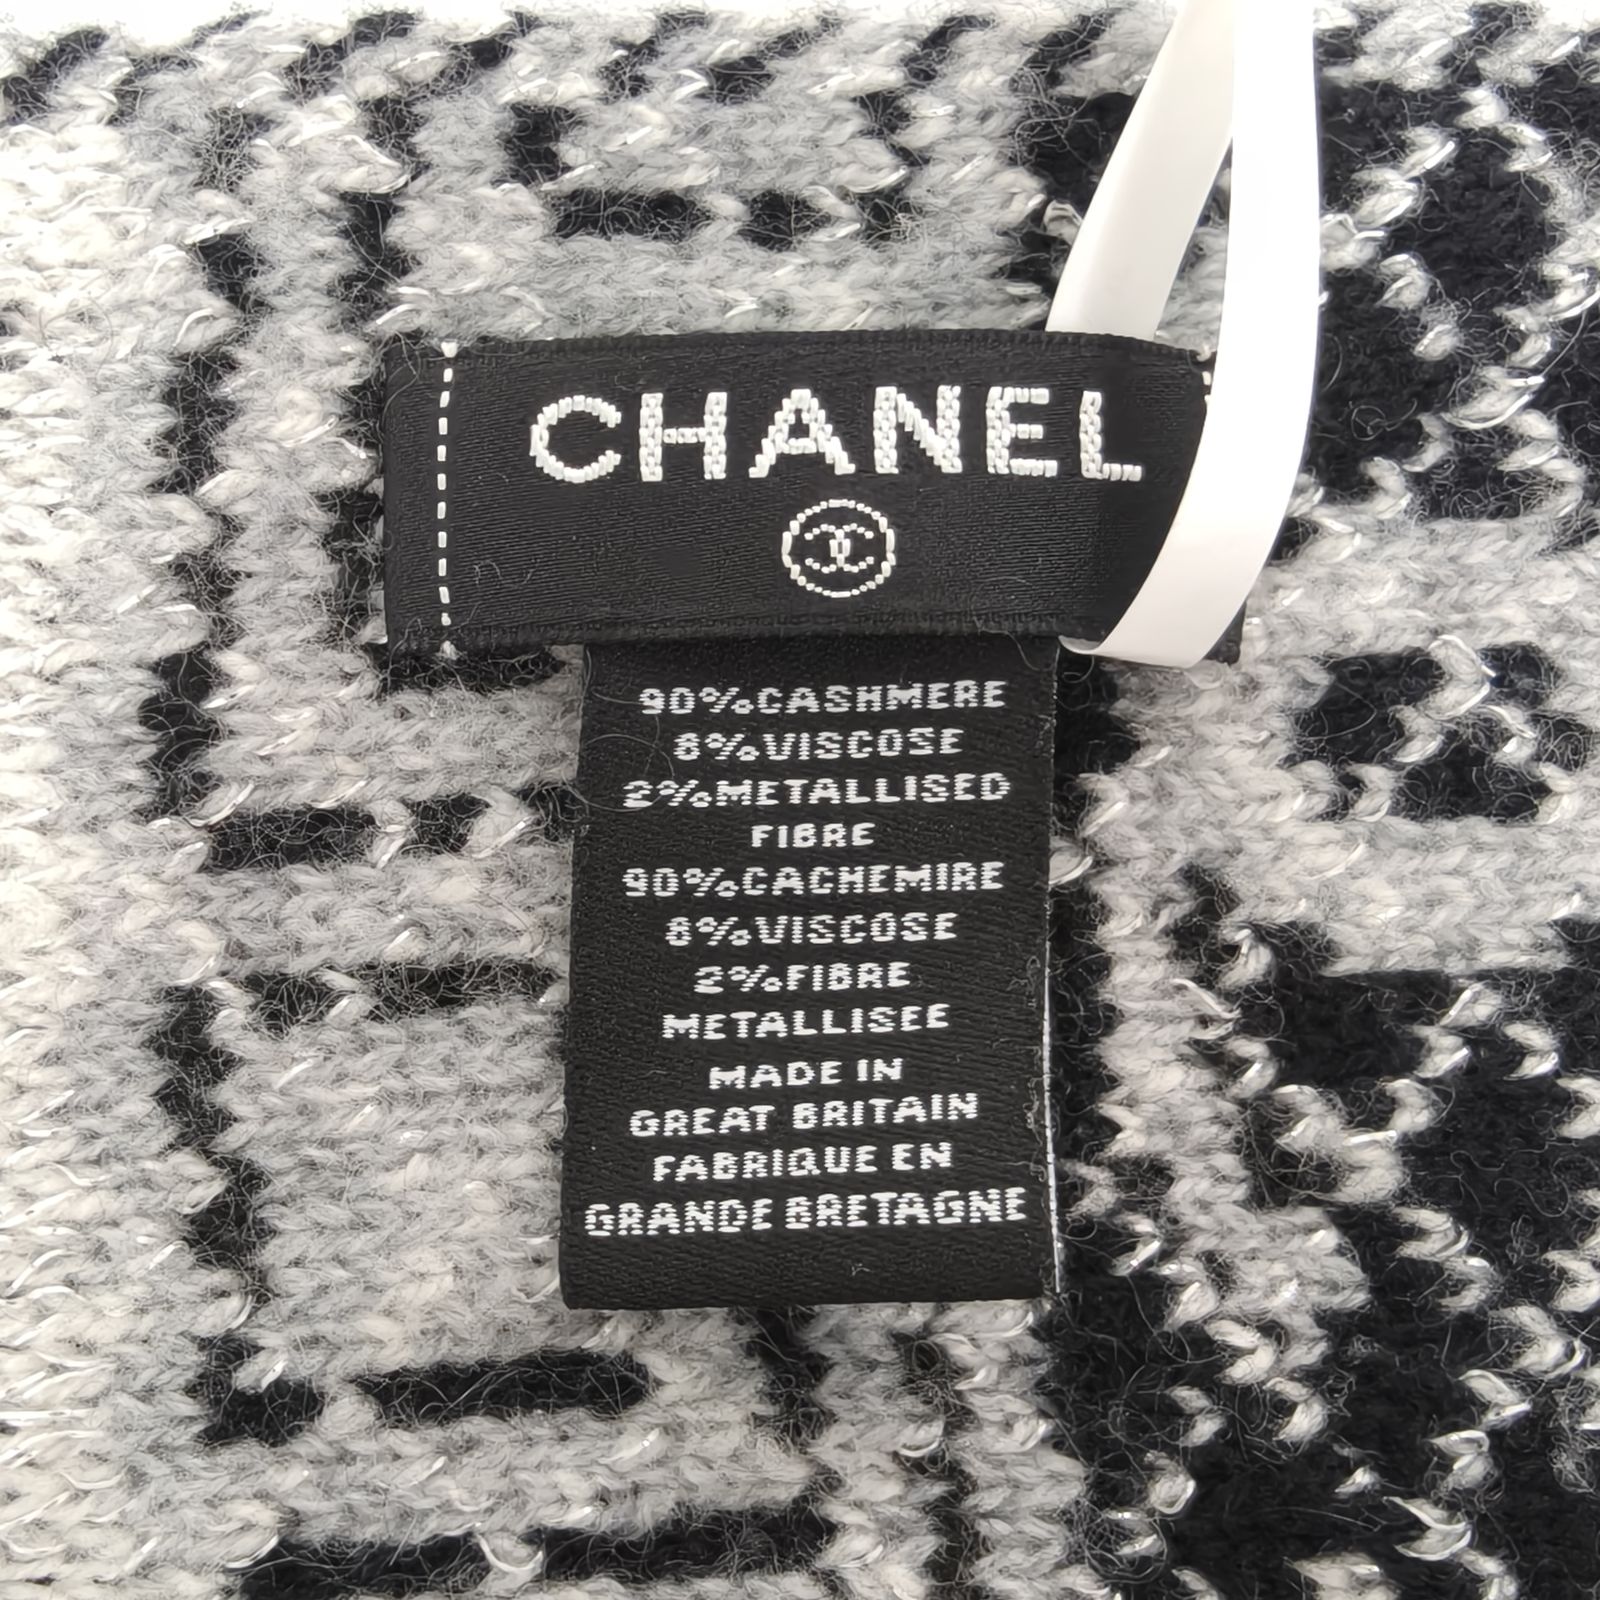 CHANEL
90%CASHMERE
8%VISCOSE
2%METALLISED
FIBRE
90%CACHEMIRE
8%VISCOSE
2%FIBRE
METALLISEE
MADE IN
GREAT BRITAIN
FABRIQUE EN
GRANDE BRETAGNE